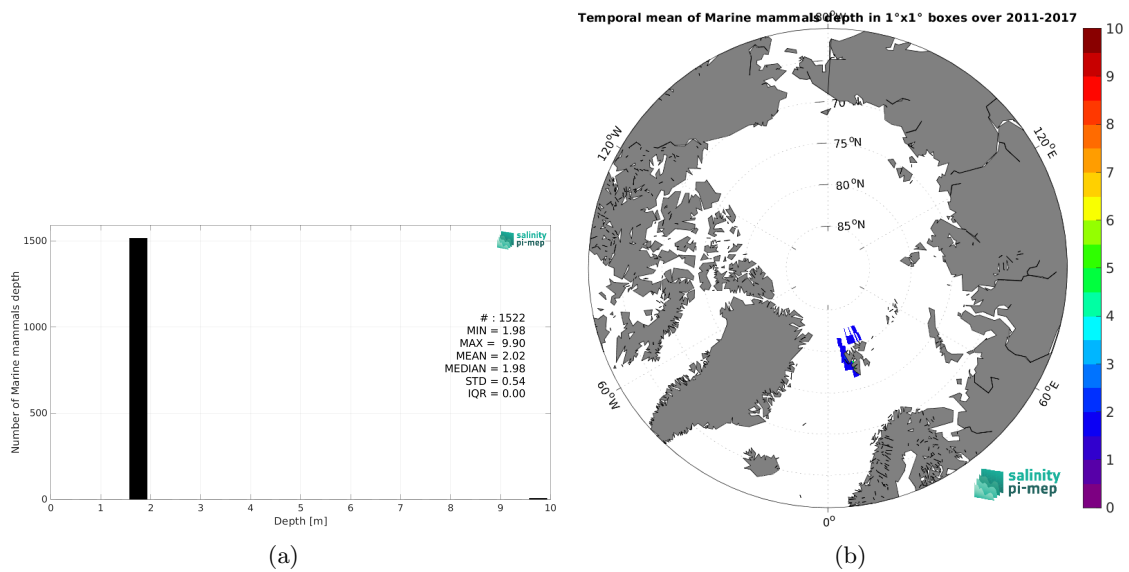 1500
1000
500
0
0 1 2 3 4 5 6 7 8 9 10
Number of Marine mammals depth
Depth [m]
salinity
pi-mep
# : 1522
MIN = 1.98
MAX = 9.90
MEAN = 2.02
MEDIAN = 1.98
STD = 0.54
IQR = 0.00
(a)
Temporal mean of Marine mammals depth in 1°x1° boxes over 2011-2017
180°
70
75°N
80°N
85°N
120°W
120°E
60°W
60°E
0°
salinity
pi-mep
10
9
8
7
6
5
4
3
2
1
0
(b)